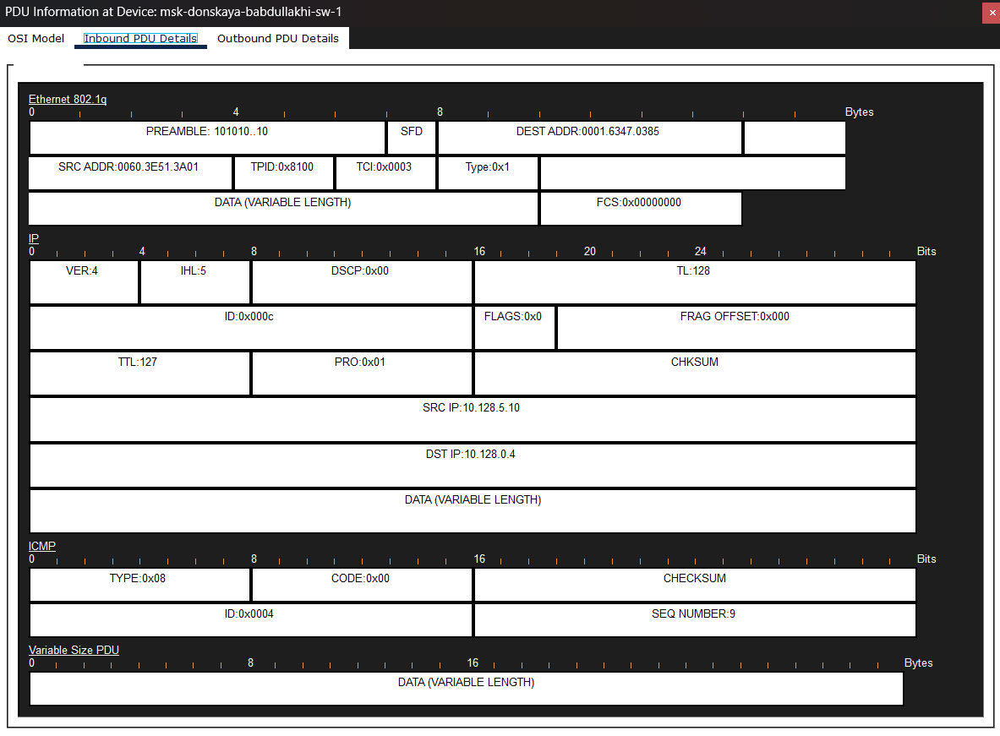 PDU Information at Device: msk-donskaya-babdullakhi-sw-1
×
OSI Model Inbound PDU Details Outbound PDU Details
Ethernet 802.1q
0 4 8 Bytes
PREAMBLE: 101010..10 SFD DEST ADDR:0001.6347.0385
SRC ADDR:0060.3E51.3A01 TPID:0x8100 TCI:0x0003 Type:0x1
DATA (VARIABLE LENGTH) FCS:0x00000000
IP
0 4 8 16 20 24 Bits
VER:4 IHL:5 DSCP:0x00 TL:128
ID:0x000c FLAGS:0x0 FRAG OFFSET:0x000
TTL:127 PRO:0x01 CHKSUM
SRC IP:10.128.5.10
DST IP:10.128.0.4
DATA (VARIABLE LENGTH)
ICMP
0 8 16 Bits
TYPE:0x08 CODE:0x00 CHECKSUM
ID:0x0004 SEQ NUMBER:9
Variable Size PDU
0 8 16 Bytes
DATA (VARIABLE LENGTH)